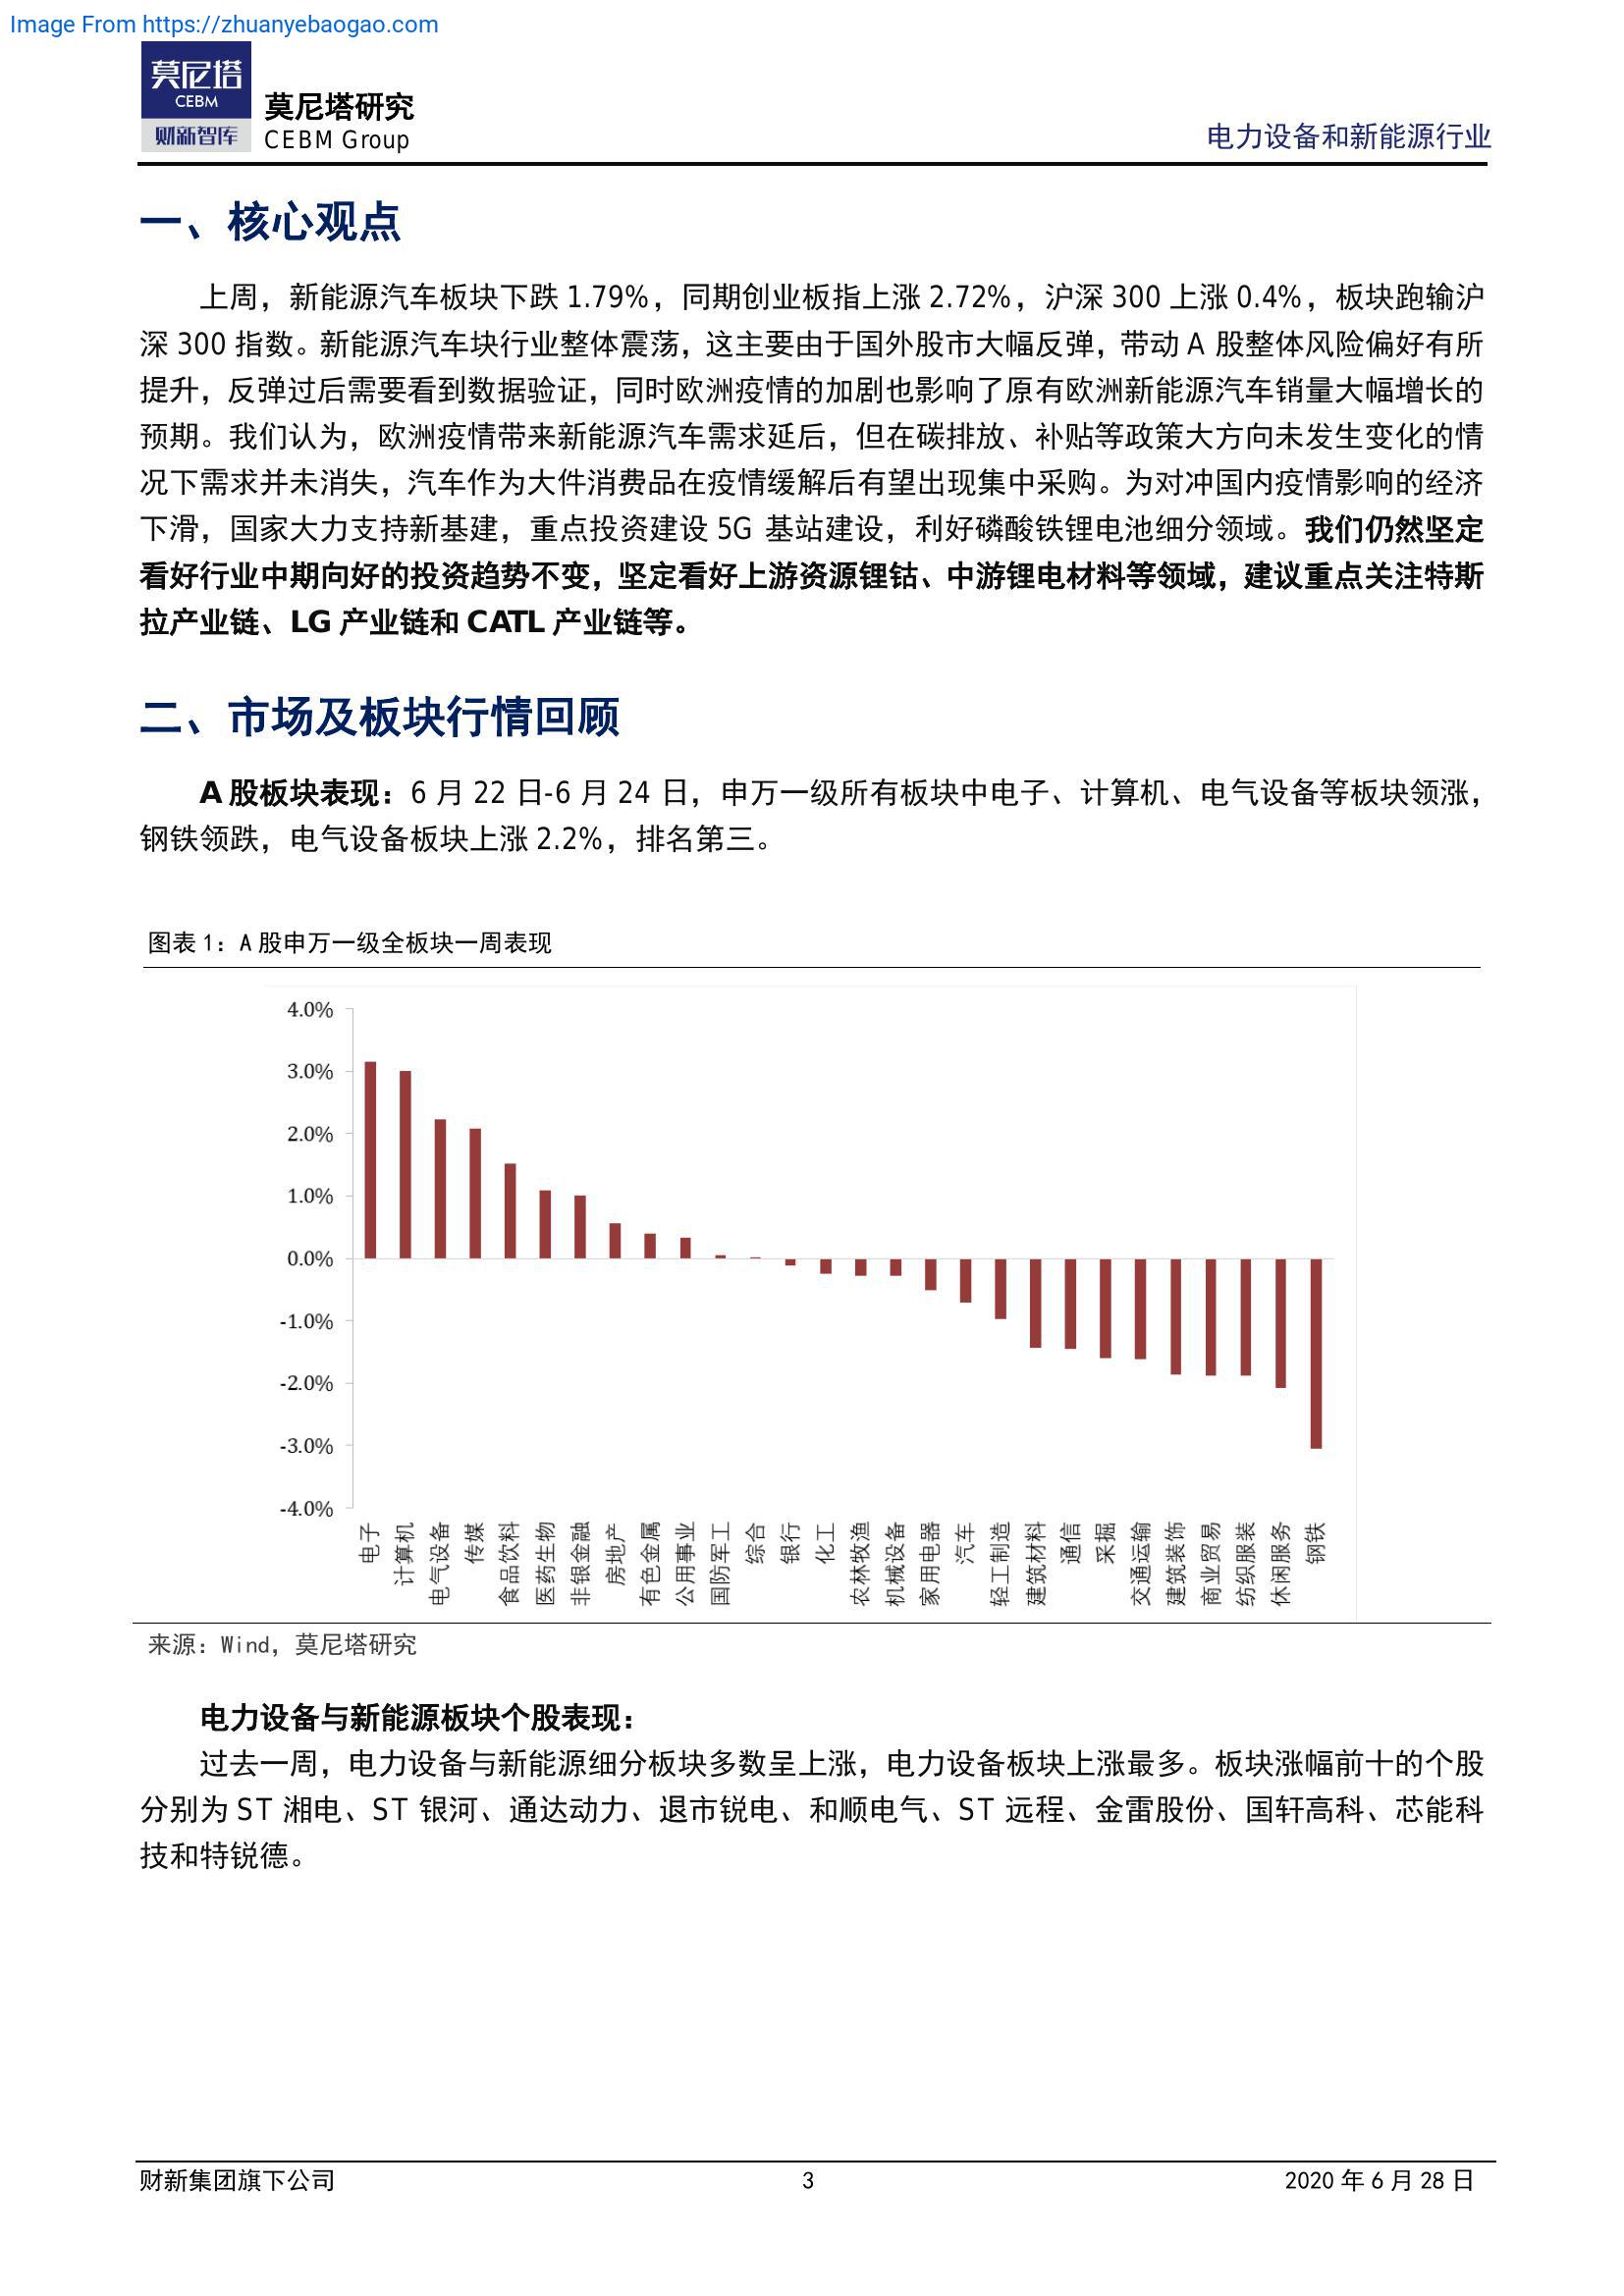 Image From https://zhuanyebaogao.com
莫尼塔
CEBM
财新智库
莫尼塔研究
CEBM Group
电力设备和新能源行业
一、核心观点
上周，新能源汽车板块下跌 1.79%，同期创业板指上涨 2.72%，沪深 300 上涨 0.4%，板块跑输沪
深 300 指数。新能源汽车块行业整体震荡，这主要由于国外股市大幅反弹，带动 A 股整体风险偏好有所
提升，反弹过后需要看到数据验证，同时欧洲疫情的加剧也影响了原有欧洲新能源汽车销量大幅增长的
预期。我们认为，欧洲疫情带来新能源汽车需求延后，但在碳排放、补贴等政策大方向未发生变化的情
况下需求并未消失，汽车作为大件消费品在疫情缓解后有望出现集中采购。为对冲国内疫情影响的经济
下滑，国家大力支持新基建，重点投资建设 5G 基站建设，利好磷酸铁锂电池细分领域。我们仍然坚定
看好行业中期向好的投资趋势不变，坚定看好上游资源锂钴、中游锂电材料等领域，建议重点关注特斯
拉产业链、LG 产业链和 CATL 产业链等。
二、市场及板块行情回顾
A 股板块表现：6 月 22 日-6 月 24 日，申万一级所有板块中电子、计算机、电气设备等板块领涨，
钢铁领跌，电气设备板块上涨 2.2%，排名第三。
图表 1：A 股申万一级全板块一周表现
4.0%
3.0%
2.0%
1.0%
0.0%
-1.0%
-2.0%
-3.0%
-4.0%
电子
计算机
电气设备
传媒
食品饮料
医药生物
非银金融
房地产
有色金属
公用事业
国防军工
综合
银行
化工
农林牧渔
机械设备
家用电器
汽车
轻工制造
建筑材料
通信
采掘
交通运输
建筑装饰
商业贸易
纺织服装
休闲服务
钢铁
来源：Wind，莫尼塔研究
电力设备与新能源板块个股表现：
过去一周，电力设备与新能源细分板块多数呈上涨，电力设备板块上涨最多。板块涨幅前十的个股
分别为 ST 湘电、ST 银河、通达动力、退市锐电、和顺电气、ST 远程、金雷股份、国轩高科、芯能科
技和特锐德。
财新集团旗下公司
3
2020 年 6 月 28 日